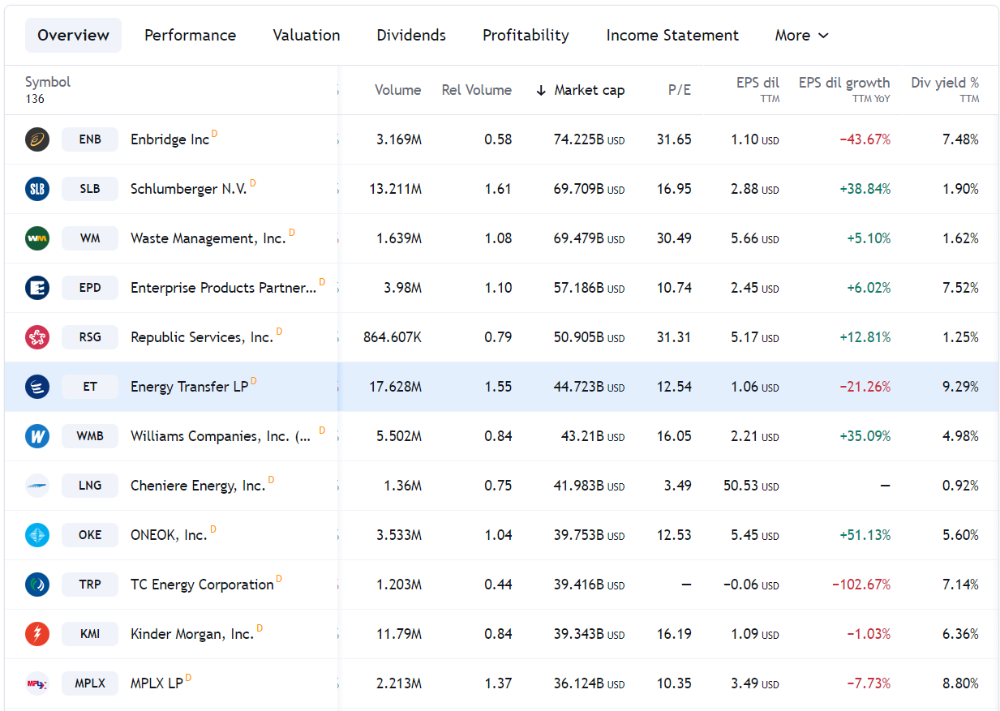 Overview Performance Valuation Dividends Profitability Income Statement More
Symbol Volume Rel Volume ↓ Market cap P/E EPS dil EPS dil growth Div yield %
136 TTM TTM YoY TTM
ENB Enbridge Inc D 3.169M 0.58 74.225B USD 31.65 1.10 USD −43.67% 7.48%
SLB SLB Schlumberger N.V. D 13.211M 1.61 69.709B USD 16.95 2.88 USD +38.84% 1.90%
WM WM Waste Management, Inc. D 1.639M 1.08 69.479B USD 30.49 5.66 USD +5.10% 1.62%
EPD Enterprise Products Partner... D 3.98M 1.10 57.186B USD 10.74 2.45 USD +6.02% 7.52%
RSG Republic Services, Inc. D 864.607K 0.79 50.905B USD 31.31 5.17 USD +12.81% 1.25%
ET Energy Transfer LP D 17.628M 1.55 44.723B USD 12.54 1.06 USD −21.26% 9.29%
W WMB Williams Companies, Inc. (... D 5.502M 0.84 43.21B USD 16.05 2.21 USD +35.09% 4.98%
LNG Cheniere Energy, Inc. D 1.36M 0.75 41.983B USD 3.49 50.53 USD — 0.92%
OKE ONEOK, Inc. D 3.533M 1.04 39.753B USD 12.53 5.45 USD +51.13% 5.60%
TRP TC Energy Corporation D 1.203M 0.44 39.416B USD — −0.06 USD −102.67% 7.14%
KMI Kinder Morgan, Inc. D 11.79M 0.84 39.343B USD 16.19 1.09 USD −1.03% 6.36%
MPLX MPLX MPLX LP D 2.213M 1.37 36.124B USD 10.35 3.49 USD −7.73% 8.80%